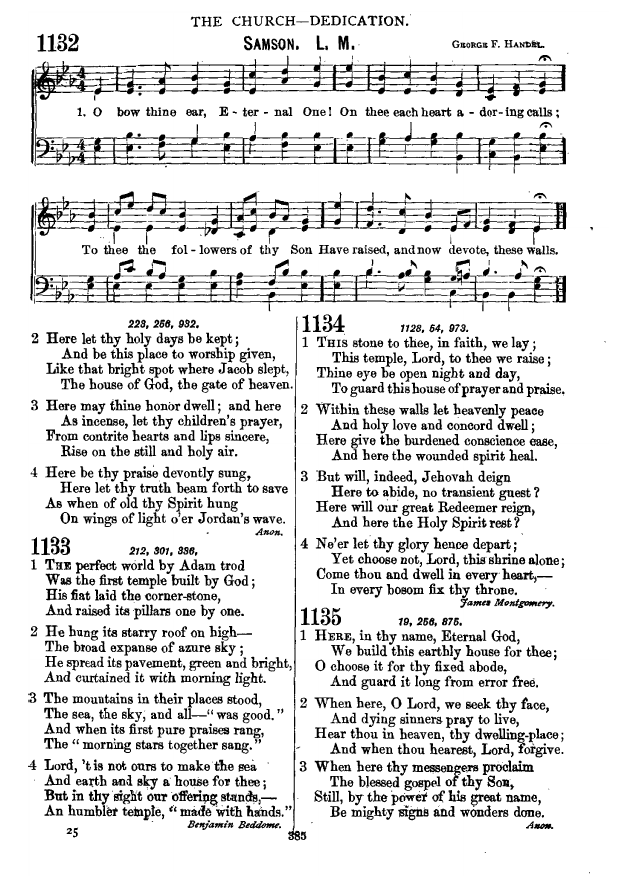 THE CHURCH—DEDICATION.
1132 SAMSON. L. M. GEORGE F. HANDEL.
1. O bow thine ear, E - ter - nal One! On thee each heart a - dor-ing calls;
To thee the fol - lowers of thy Son Have raised, and now devote, these walls.
223, 256, 932.
2 Here let thy holy days be kept;
And be this place to worship given,
Like that bright spot where Jacob slept,
The house of God, the gate of heaven.
3 Here may thine honor dwell; and here
As incense, let thy children's prayer,
From contrite hearts and lips sincere,
Rise on the still and holy air.
4 Here be thy praise devontly sung,
Here let thy truth beam forth to save
As when of old thy Spirit hung
On wings of light o'er Jordan's wave.
Anon.
1133 212, 301, 336.
1 THE perfect world by Adam trod
Was the first temple built by God;
His fiat laid the corner-stone,
And raised its pillars one by one.
2 He hung its starry roof on high—
The broad expanse of azure sky;
He spread its pavement, green and bright,
And curtained it with morning light.
3 The mountains in their places stood,
The sea, the sky, and all—"was good."
And when its first pure praises rang,
The "morning stars together sang."
4 Lord, 't is not ours to make the sea
And earth and sky a house for thee;
But in thy sight our offering stands,—
An humbler temple, "made with hands."
Benjamin Beddome.
25
1134 1128, 54, 973.
1 THIS stone to thee, in faith, we lay;
This temple, Lord, to thee we raise;
Thine eye be open night and day,
To guard this house of prayer and praise.
2 Within these walls let heavenly peace
And holy love and concord dwell;
Here give the burdened conscience ease,
And here the wounded spirit heal.
3 But will, indeed, Jehovah deign
Here to abide, no transient guest?
Here will our great Redeemer reign,
And here the Holy Spirit rest?
4 Ne'er let thy glory hence depart;
Yet choose not, Lord, this shrine alone;
Come thou and dwell in every heart,—
In every bosom fix thy throne.
James Montgomery.
1135 19, 256, 875.
1 HERE, in thy name, Eternal God,
We build this earthly house for thee;
O choose it for thy fixed abode,
And guard it long from error free.
2 When here, O Lord, we seek thy face,
And dying sinners pray to live,
Hear thou in heaven, thy dwelling-place;
And when thou hearest, Lord, forgive.
3 When here thy messengers proclaim
The blessed gospel of thy Son,
Still, by the power of his great name,
Be mighty signs and wonders done.
Anon.
385